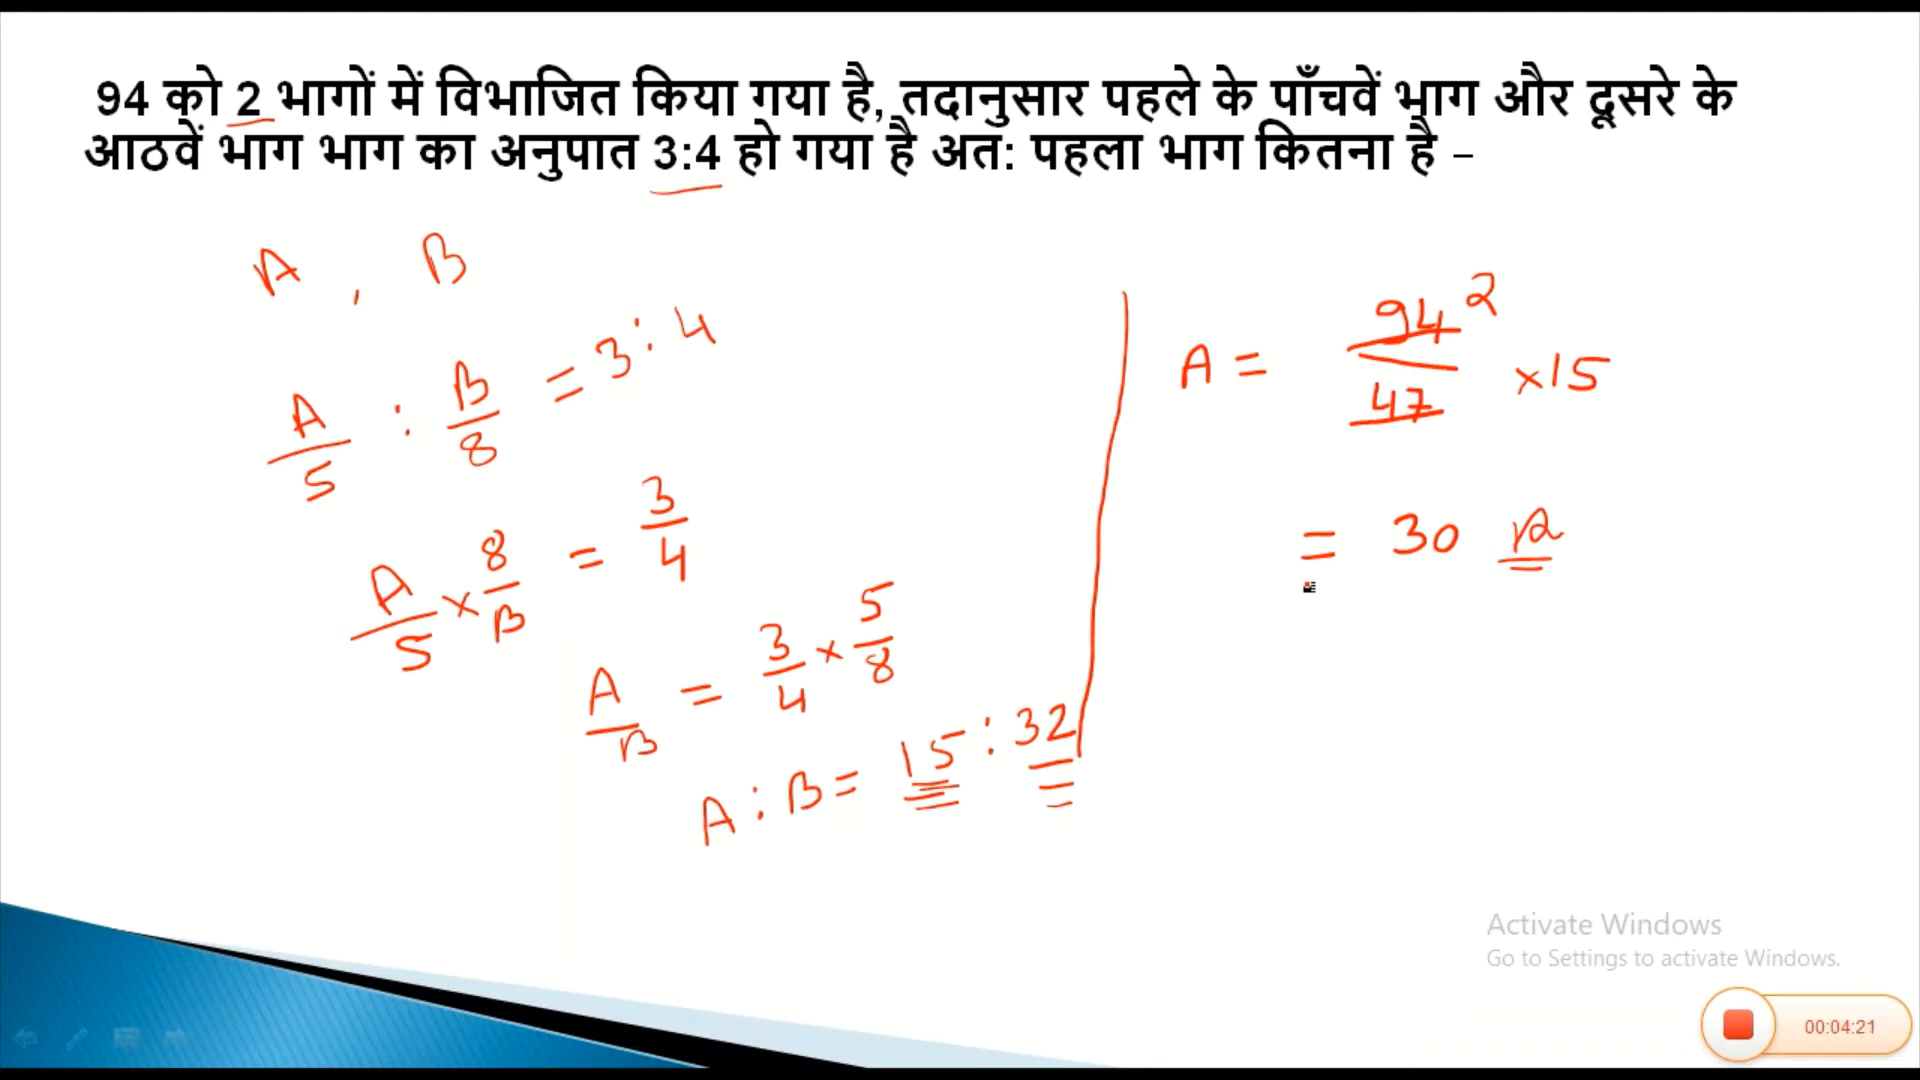 94 को 2 भागों में विभाजित किया गया है, तदानुसार पहले के पाँचवें भाग और दूसरे के
आठवें भाग भाग का अनुपात 3:4 हो गया है अत: पहला भाग कितना है –
A , B
A/5 : B/8 = 3:4
A/5 × 8/B = 3/4
A/B = 3/4 × 5/8
A:B = 15:32
A = 94/47 2 ×15
= 30
Activate Windows
Go to Settings to activate Windows.
00:04:21